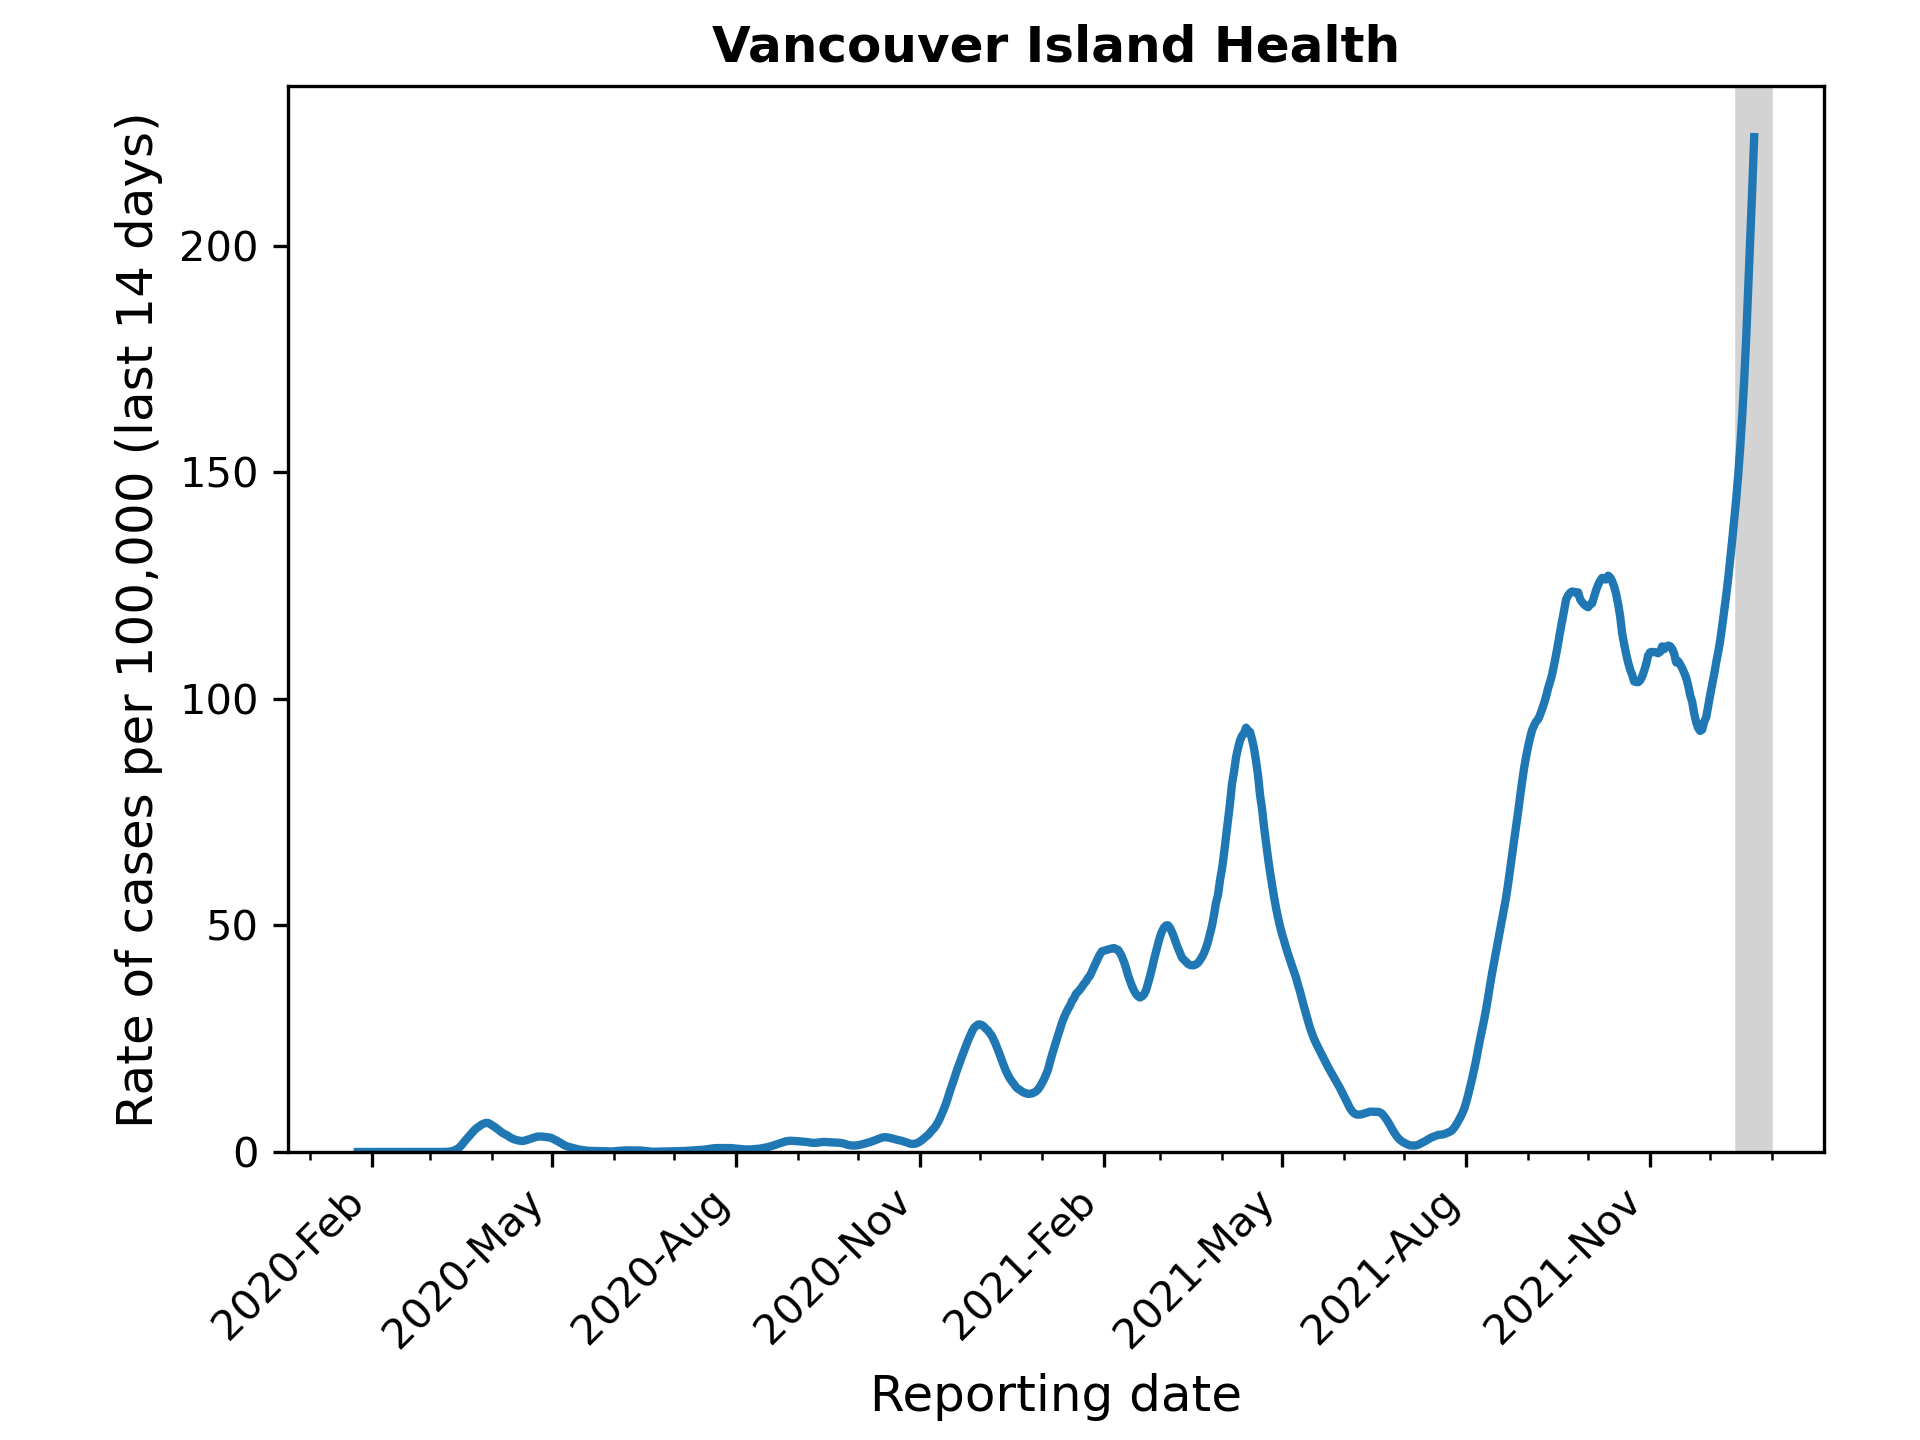 Vancouver Island Health
Rate of cases per 100,000 (last 14 days)
200
150
100
50
0
2020-Feb
2020-May
2020-Aug
2020-Nov
2021-Feb
2021-May
2021-Aug
2021-Nov
Reporting date